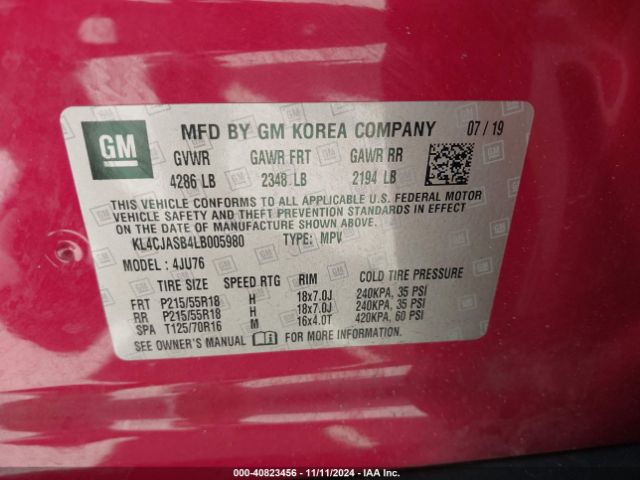 GM
MFD BY GM KOREA COMPANY 07 / 19
GVWR GAWR FRT GAWR RR
4286 LB 2348 LB 2194 LB
THIS VEHICLE CONFORMS TO ALL APPLICABLE U.S. FEDERAL MOTOR
VEHICLE SAFETY AND THEFT PREVENTION STANDARDS IN EFFECT
ON THE DATE OF MANUFACTURE SHOWN ABOVE.
KL4CJASB4LB005980 TYPE: MPV
MODEL: 4JU76
TIRE SIZE SPEED RTG RIM COLD TIRE PRESSURE
FRT P215/55R18 H 18x7.0J 240KPA, 35 PSI
RR P215/55R18 H 18x7.0J 240KPA, 35 PSI
SPA T125/70R16 M 16x4.0T 420KPA, 60 PSI
SEE OWNER'S MANUAL FOR MORE INFORMATION.
000-40823456 - 11/11/2024 - IAA Inc.